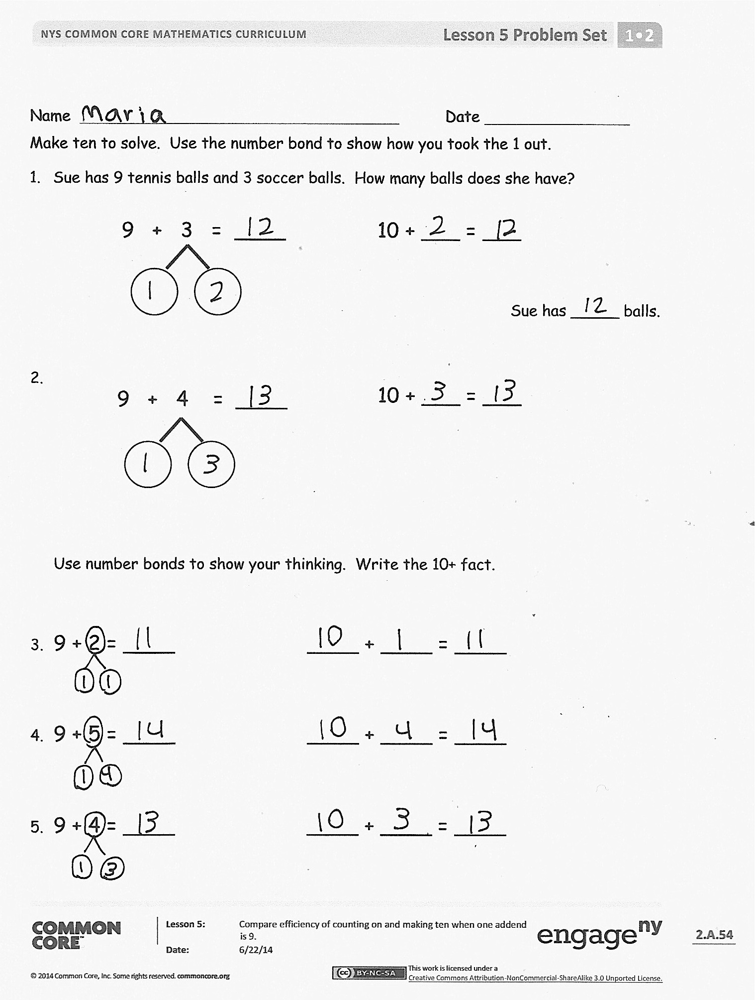 NYS COMMON CORE MATHEMATICS CURRICULUM Lesson 5 Problem Set 1•2
Name Maria Date
Make ten to solve. Use the number bond to show how you took the 1 out.
1. Sue has 9 tennis balls and 3 soccer balls. How many balls does she have?
9 + 3 = 12 10 + 2 = 12
1 2
Sue has 12 balls.
2.
9 + 4 = 13 10 + 3 = 13
1 3
Use number bonds to show your thinking. Write the 10+ fact.
3. 9 + 2 = 11 10 + 1 = 11
1 1
4. 9 + 5 = 14 10 + 4 = 14
1 4
5. 9 + 4 = 13 10 + 3 = 13
1 3
COMMON CORE™
Lesson 5: Compare efficiency of counting on and making ten when one addend
is 9.
Date: 6/22/14
engage ny
2.A.54
© 2014 Common Core, Inc. Some rights reserved. commoncore.org
cc BY-NC-SA
This work is licensed under a
Creative Commons Attribution-NonCommercial-ShareAlike 3.0 Unported License.